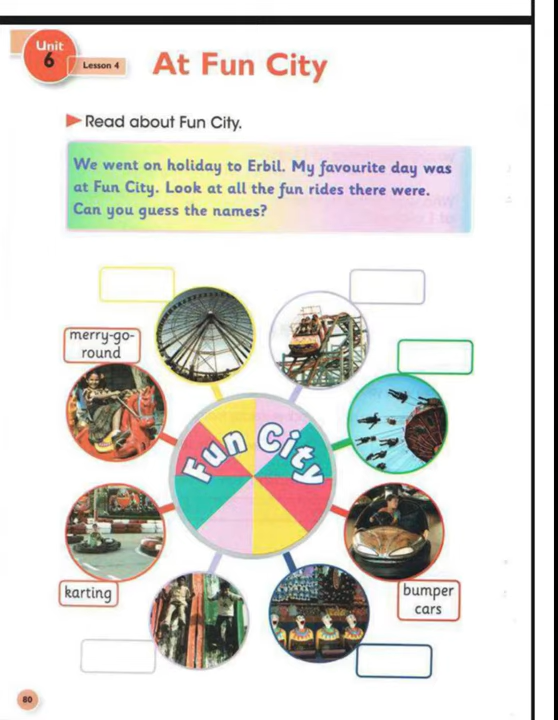 Unit
6
Lesson 4
At Fun City
Read about Fun City.
We went on holiday to Erbil. My favourite day was
at Fun City. Look at all the fun rides there were.
Can you guess the names?
merry-go-
round
Fun City
karting
bumper
cars
80